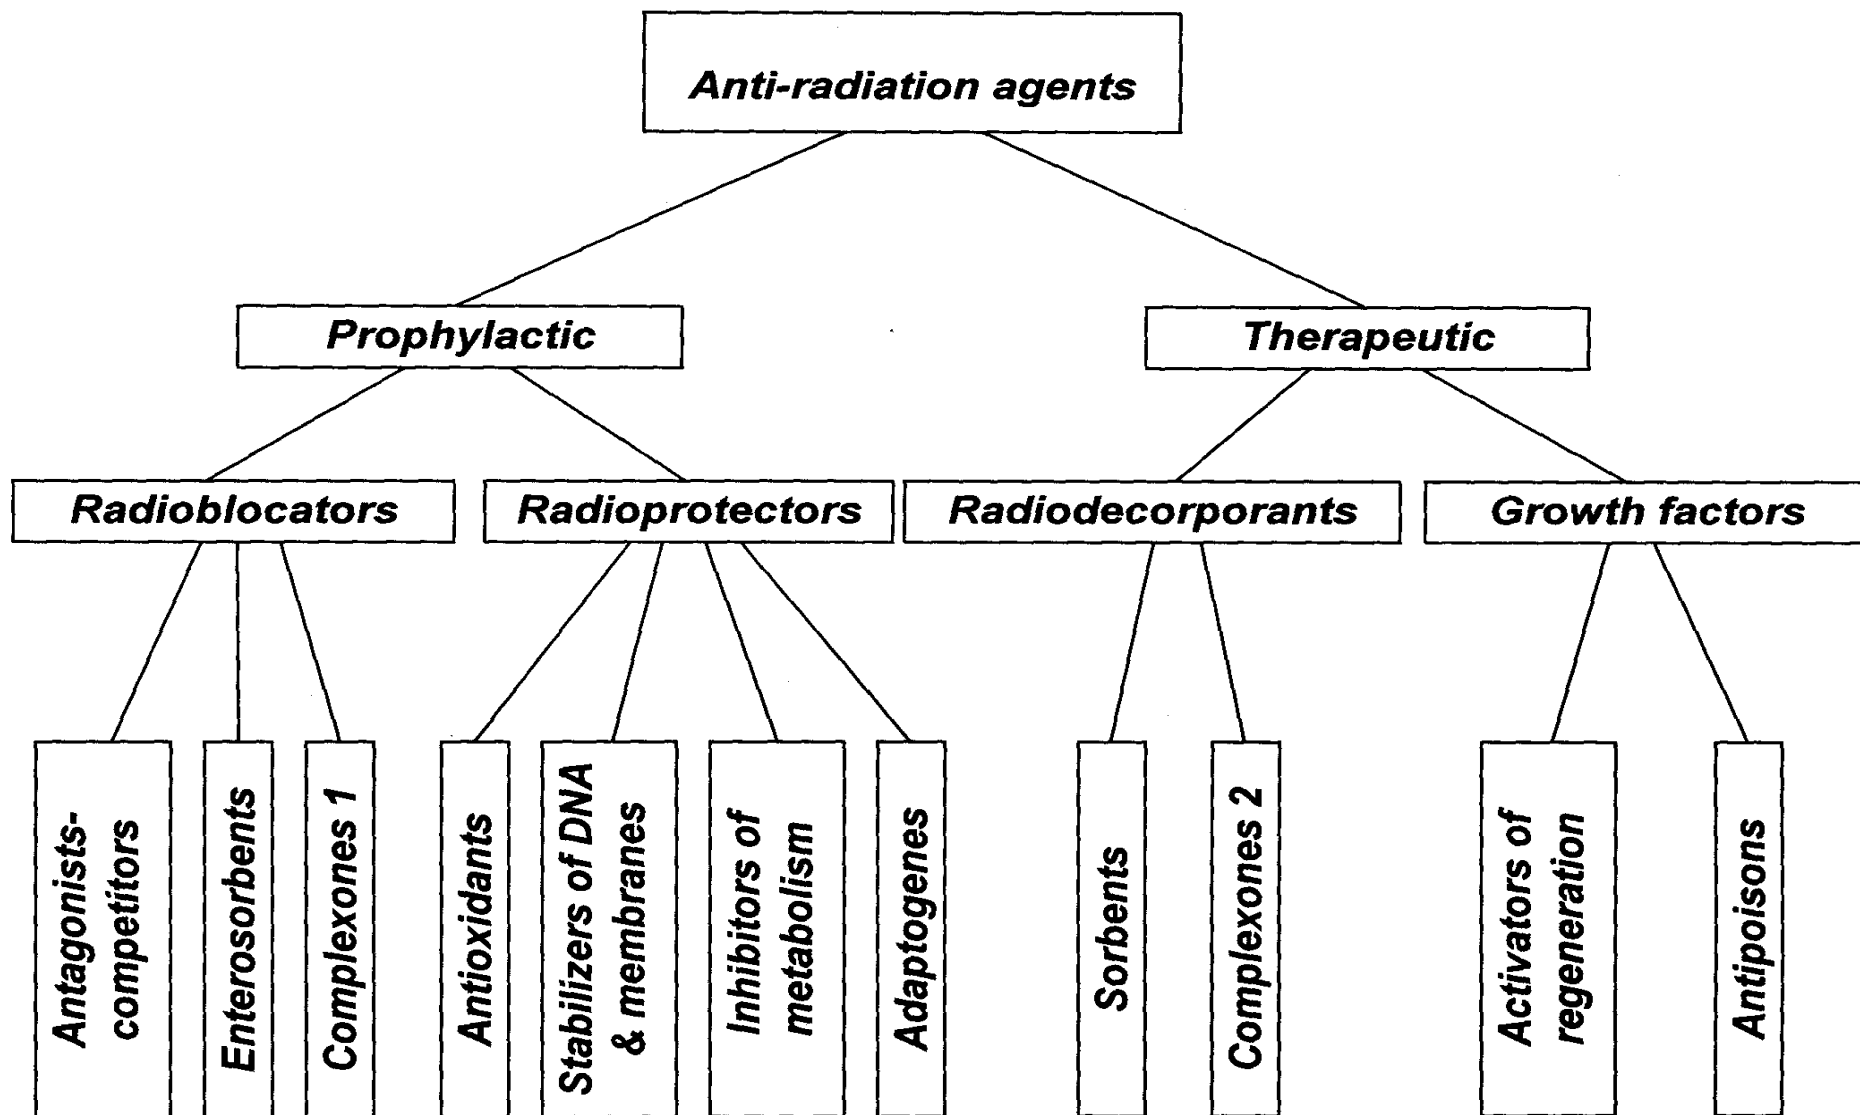 Anti-radiation agents
Prophylactic
Therapeutic
Radioblocators
Radioprotectors
Radiodecorporants
Growth factors
Antagonists-
competitors
Enterosorbents
Complexones 1
Antioxidants
Stabilizers of DNA
& membranes
Inhibitors of
metabolism
Adaptogenes
Sorbents
Complexones 2
Activators of
regeneration
Antipoisons